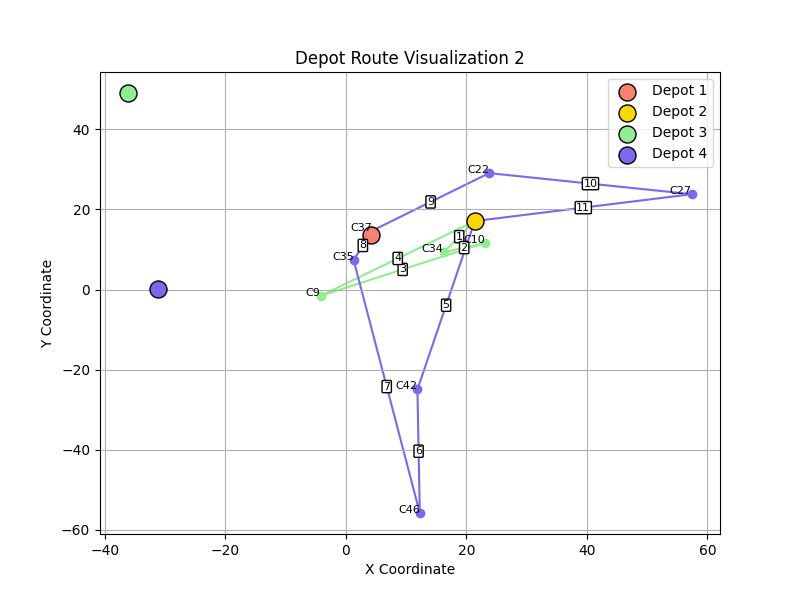 Depot Route Visualization 2
Depot 1
Depot 2
Depot 3
Depot 4
Y Coordinate
40
20
0
−20
−40
−60
C22
10
C27
9
11
C37
8
1
C10
C34
2
C35
4
3
C9
5
7
C42
6
C46
−40
−20
0
20
40
60
X Coordinate